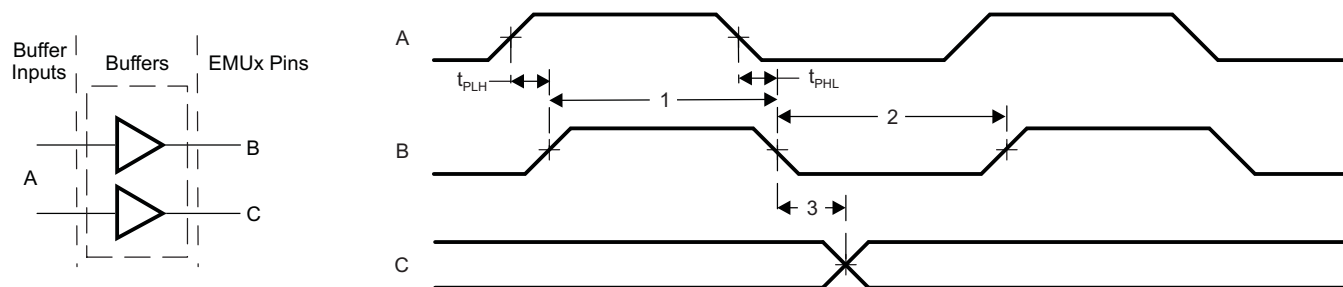 Buffer
Inputs
Buffers
EMUx Pins
A
B
C
A
t_PLH
t_PHL
1
2
B
3
C